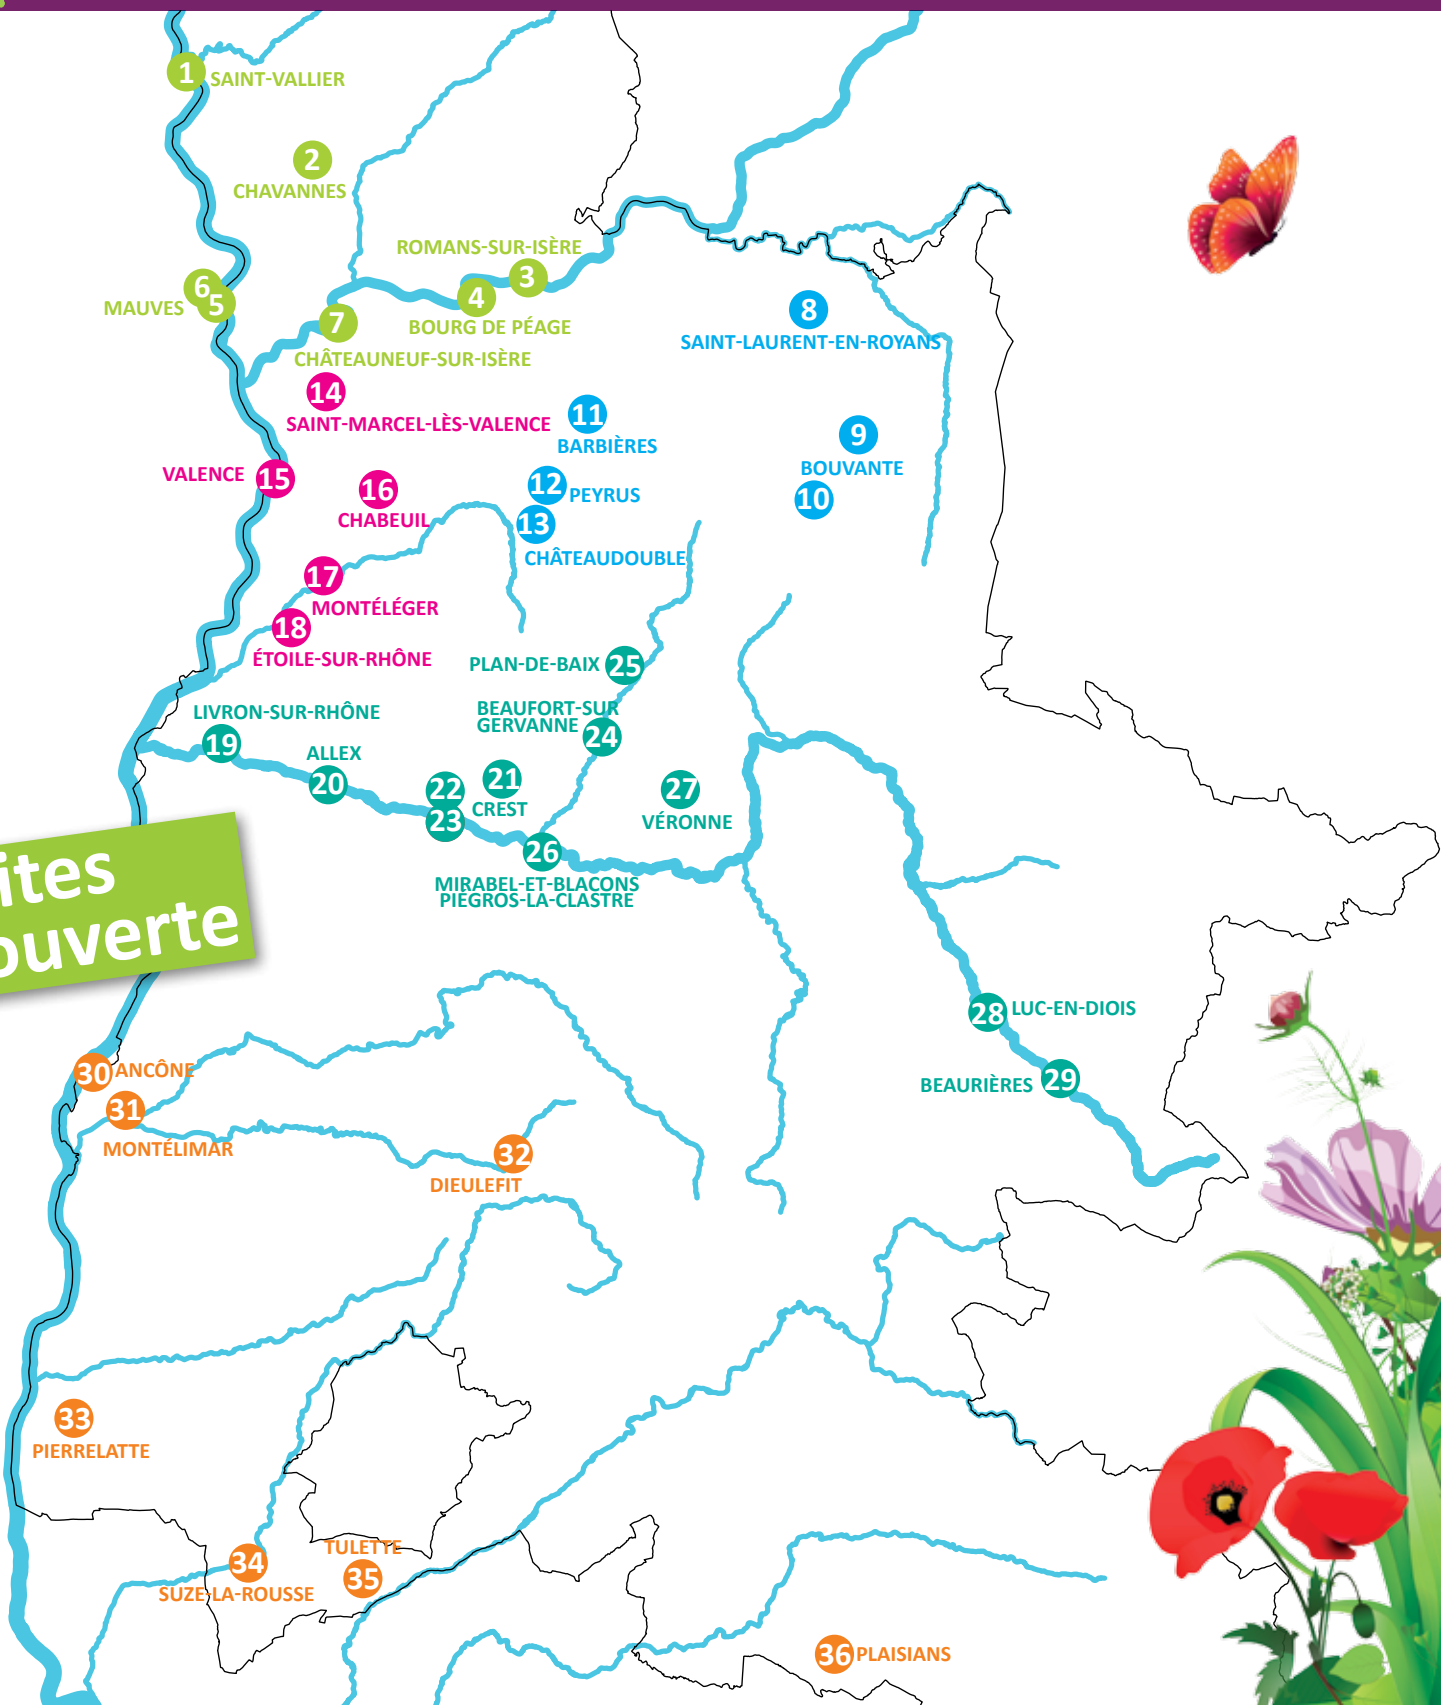 1 SAINT-VALLIER
2
CHAVANNES
ROMANS-SUR-ISÈRE
3
4
BOURG DE PÉAGE
6
MAUVES 5
7
CHÂTEAUNEUF-SUR-ISÈRE
8
SAINT-LAURENT-EN-ROYANS
14
SAINT-MARCEL-LÈS-VALENCE
11
BARBIÈRES
9
BOUVANTE
10
VALENCE 15
16
CHABEUIL
12 PEYRUS
13
CHÂTEAUDOUBLE
17
MONTÉLÉGER
18
ÉTOILE-SUR-RHÔNE
PLAN-DE-BAIX 25
BEAUFORT-SUR
GERVANNE 24
LIVRON-SUR-RHÔNE
19
ALLEX
20
22
23
21
CREST
27
VÉRONNE
26
MIRABEL-ET-BLACONS
PIÉGROS-LA-CLASTRE
ites
ouverte
28 LUC-EN-DIOIS
BEAURIÈRES 29
30 ANCÔNE
31
MONTÉLIMAR
32
DIEULEFIT
33
PIERRELATTE
34
SUZE-LA-ROUSSE
TULETTE
35
36 PLAISIANS